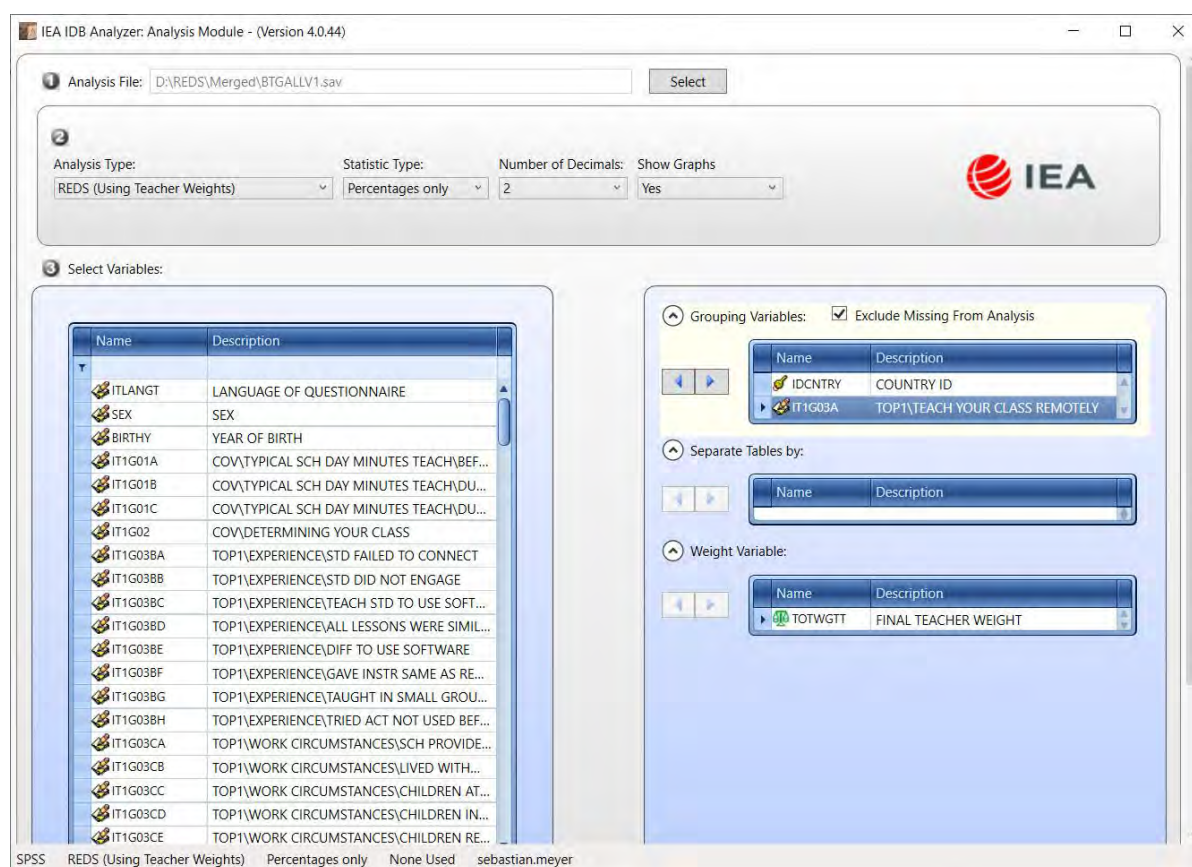 IEA IDB Analyzer: Analysis Module - (Version 4.0.44)
1 Analysis File: D:\REDS\Merged\BTGALLV1.sav Select
2
Analysis Type: Statistic Type: Number of Decimals: Show Graphs
REDS (Using Teacher Weights) Percentages only 2 Yes
IEA
3 Select Variables:
Name Description
ITLANGT LANGUAGE OF QUESTIONNAIRE
SEX SEX
BIRTHY YEAR OF BIRTH
IT1G01A COV\TYPICAL SCH DAY MINUTES TEACH\BEF...
IT1G01B COV\TYPICAL SCH DAY MINUTES TEACH\DU...
IT1G01C COV\TYPICAL SCH DAY MINUTES TEACH\DU...
IT1G02 COV\DETERMINING YOUR CLASS
IT1G03BA TOP1\EXPERIENCE\STD FAILED TO CONNECT
IT1G03BB TOP1\EXPERIENCE\STD DID NOT ENGAGE
IT1G03BC TOP1\EXPERIENCE\TEACH STD TO USE SOFT...
IT1G03BD TOP1\EXPERIENCE\ALL LESSONS WERE SIMIL...
IT1G03BE TOP1\EXPERIENCE\DIFF TO USE SOFTWARE
IT1G03BF TOP1\EXPERIENCE\GAVE INSTR SAME AS RE...
IT1G03BG TOP1\EXPERIENCE\TAUGHT IN SMALL GROU...
IT1G03BH TOP1\EXPERIENCE\TRIED ACT NOT USED BEF...
IT1G03CA TOP1\WORK CIRCUMSTANCES\SCH PROVIDE...
IT1G03CB TOP1\WORK CIRCUMSTANCES\LIVED WITH...
IT1G03CC TOP1\WORK CIRCUMSTANCES\CHILDREN AT...
IT1G03CD TOP1\WORK CIRCUMSTANCES\CHILDREN IN...
IT1G03CE TOP1\WORK CIRCUMSTANCES\CHILDREN RE...
Grouping Variables: Exclude Missing From Analysis
Name Description
IDCNTRY COUNTRY ID
IT1G03A TOP1\TEACH YOUR CLASS REMOTELY
Separate Tables by:
Name Description
Weight Variable:
Name Description
TOTWGTT FINAL TEACHER WEIGHT
SPSS REDS (Using Teacher Weights) Percentages only None Used sebastian.meyer